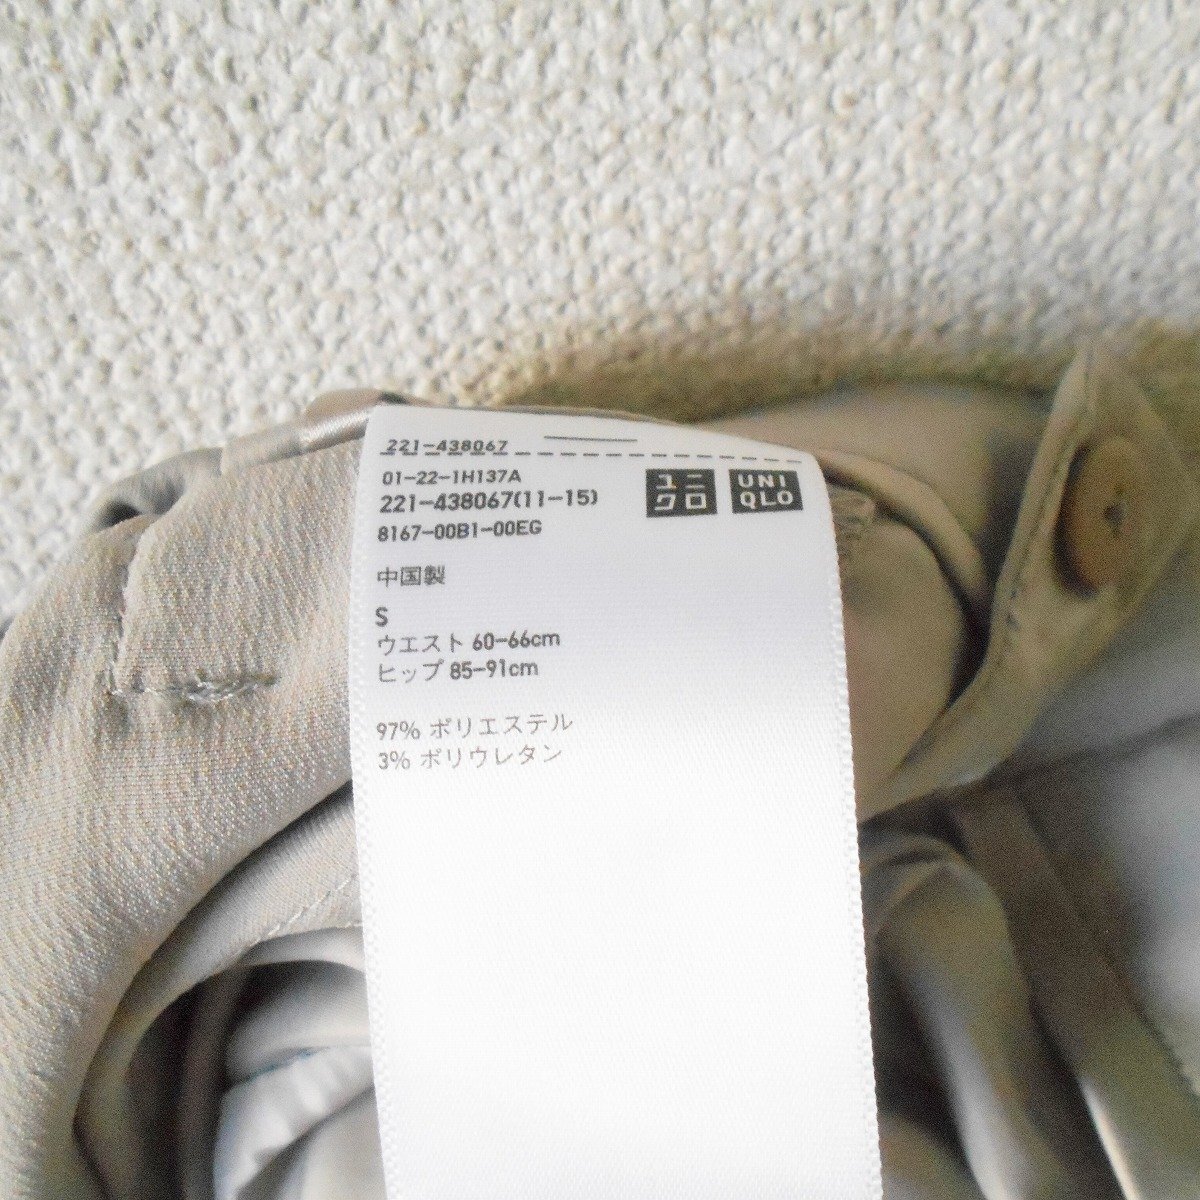 221-438067
01-22-1H137A
221-438067(11-15)
8167-00B1-00EG
ユニ
クロ
UNI
QLO
中国製
S
ウエスト 60-66cm
ヒップ 85-91cm
97% ポリエステル
3% ポリウレタン